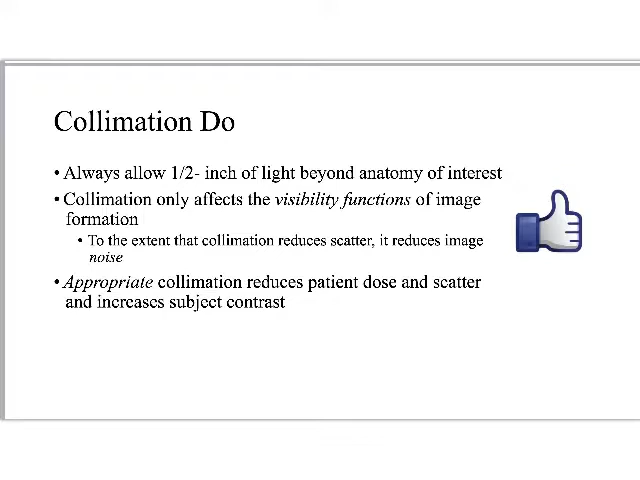 Collimation Do
• Always allow 1/2- inch of light beyond anatomy of interest
• Collimation only affects the visibility functions of image
formation
• To the extent that collimation reduces scatter, it reduces image
noise
• Appropriate collimation reduces patient dose and scatter
and increases subject contrast